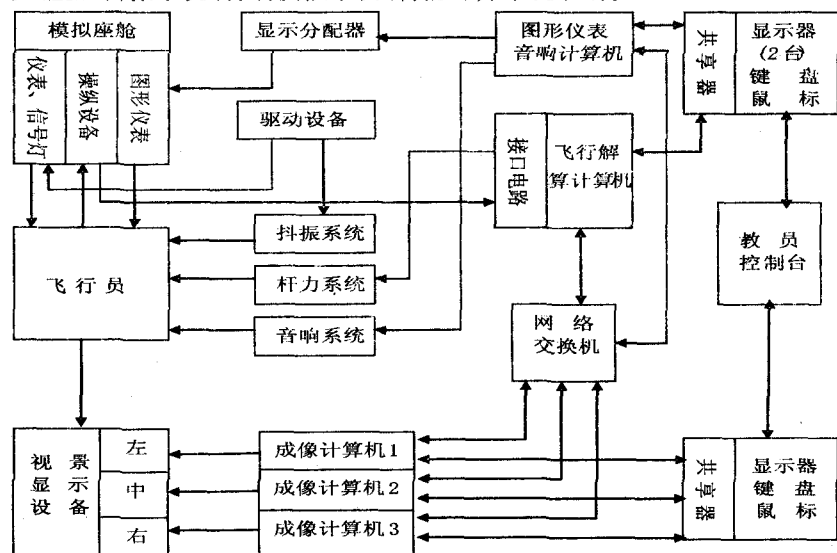 模拟座舱
仪表、信号灯
操纵设备
图形仪表
显示分配器
驱动设备
图形仪表
音响计算机
共享器
显示器
(2台)
键 盘
鼠 标
接口电路
飞行解
算计算机
抖振系统
杆力系统
音响系统
飞 行 员
教 员
控制台
网 络
交换机
视 景
显 示
设 备
左
中
右
成像计算机1
成像计算机2
成像计算机3
共享器
显示器
键 盘
鼠 标